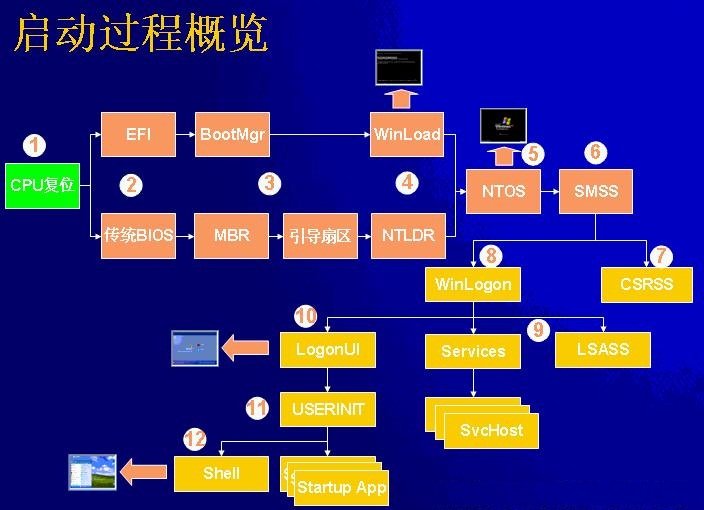 启动过程概览
1
EFI
BootMgr
WinLoad
CPU复位
2
3
4
5
6
NTOS
SMSS
传统BIOS
MBR
引导扇区
NTLDR
8
7
WinLogon
CSRSS
10
9
LogonUI
Services
LSASS
11
USERINIT
SvcHost
12
Shell
Startup App